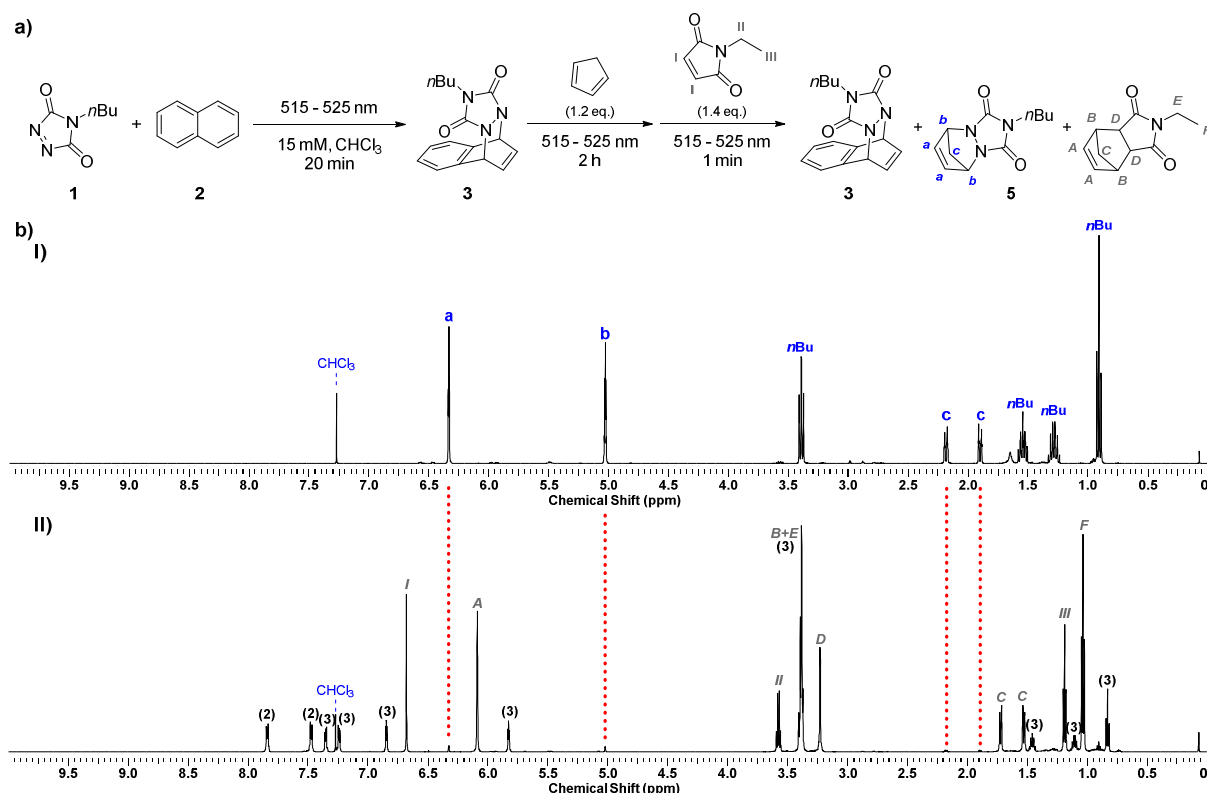 a)
O
N
nBu
N
N
O
1
+
2
515 - 525 nm
15 mM, CHCl3
20 min
nBu
O
N
O
N
N
3
(1.2 eq.)
515 - 525 nm
2 h
O
II
I
N
III
I
O
(1.4 eq.)
515 - 525 nm
1 min
nBu
O
N
O
N
N
3
+
O
b
N
nBu
N
a
c
N
a
b
O
5
+
O
B
D
E
N
A
C
F
D
A
B
O
b)
I)
nBu
a
b
CHCl3
nBu
c
c
nBu
nBu
9.5 9.0 8.5 8.0 7.5 7.0 6.5 6.0 5.5 5.0 4.5 4.0 3.5 3.0 2.5 2.0 1.5 1.0 0.5 0
Chemical Shift (ppm)
II)
B+E
(3)
F
I
A
D
III
II
CHCl3
(2)
(2)
(3)
(3)
(3)
(3)
C
C
(3)
(3)
(3)
9.5 9.0 8.5 8.0 7.5 7.0 6.5 6.0 5.5 5.0 4.5 4.0 3.5 3.0 2.5 2.0 1.5 1.0 0.5 0
Chemical Shift (ppm)